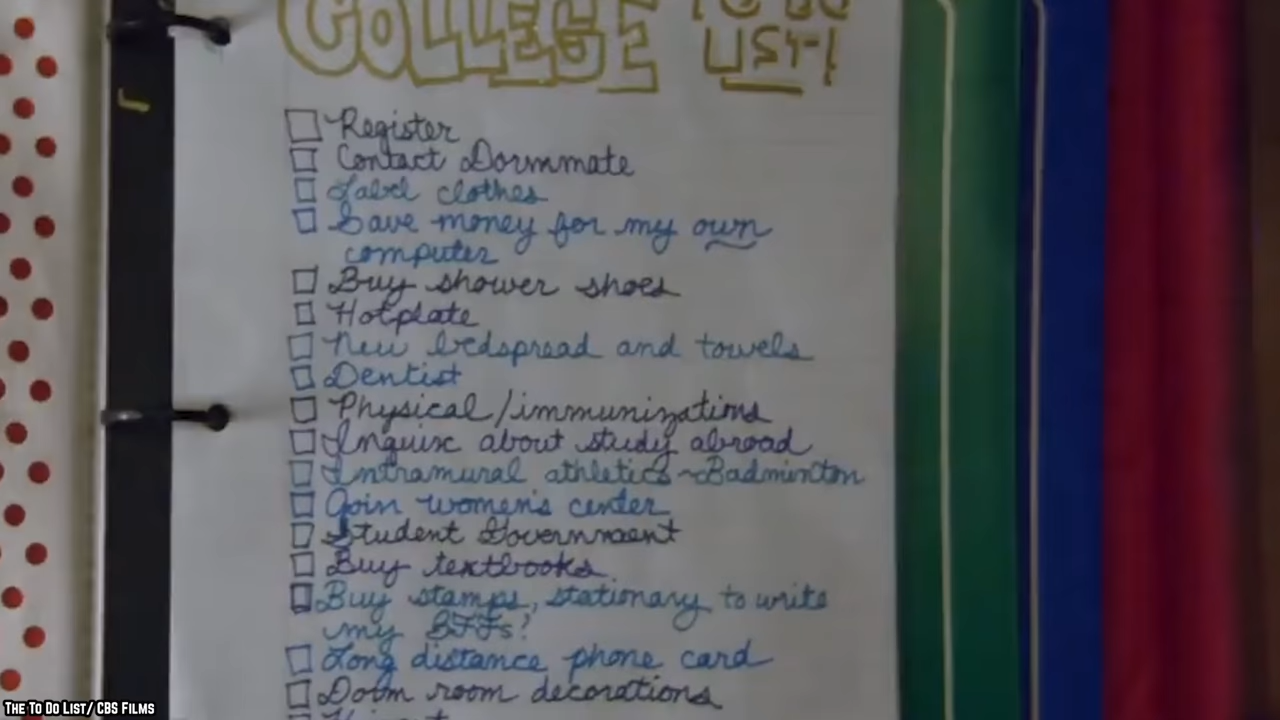 COLLEGE TO DO
LIST!
Register
Contact Dormmate
Label clothes
Save money for my own
computer
Buy shower shoes
Hotplate
New bedspread and towels
Dentist
Physical/immunizations
Inquire about study abroad
Intramural athletics ~ Badminton
Join women's center
Student Government
Buy textbooks
Buy stamps, stationary to write
my BFFs!
Long distance phone card
Doom room decorations
THE TO DO LIST/ CBS FILMS